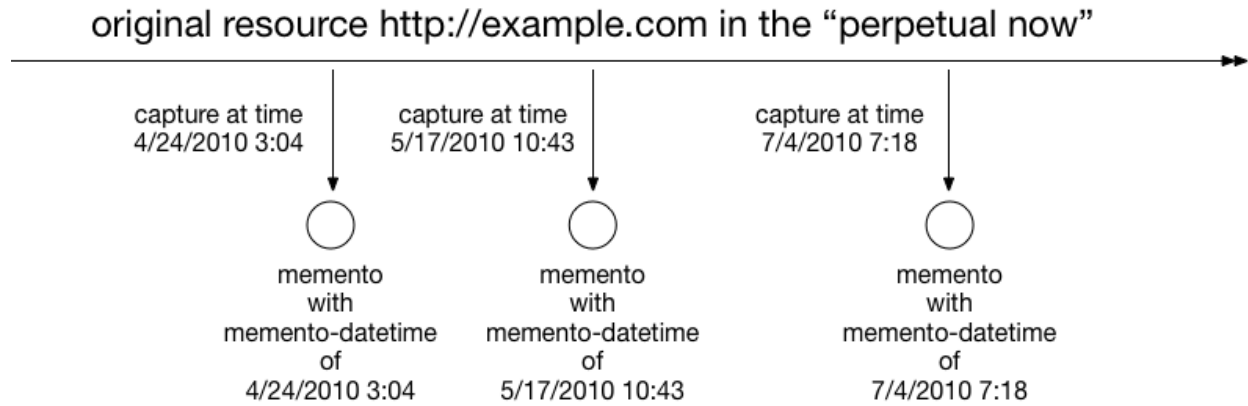 original resource http://example.com in the “perpetual now”
capture at time
4/24/2010 3:04
capture at time
5/17/2010 10:43
capture at time
7/4/2010 7:18
memento
with
memento-datetime
of
4/24/2010 3:04
memento
with
memento-datetime
of
5/17/2010 10:43
memento
with
memento-datetime
of
7/4/2010 7:18